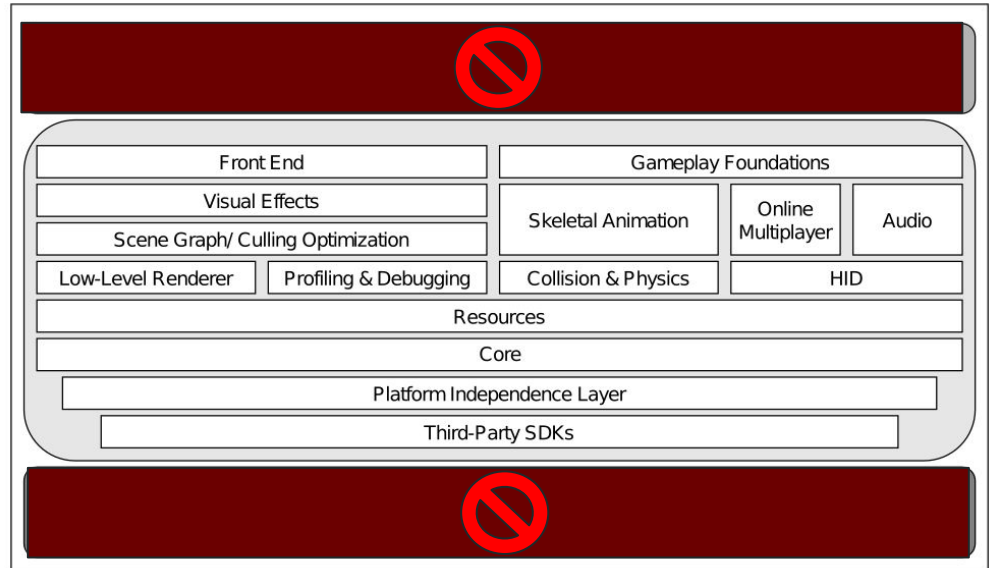 Front End
Gameplay Foundations
Visual Effects
Skeletal Animation
Online
Multiplayer
Audio
Scene Graph/ Culling Optimization
Low-Level Renderer
Profiling & Debugging
Collision & Physics
HID
Resources
Core
Platform Independence Layer
Third-Party SDKs